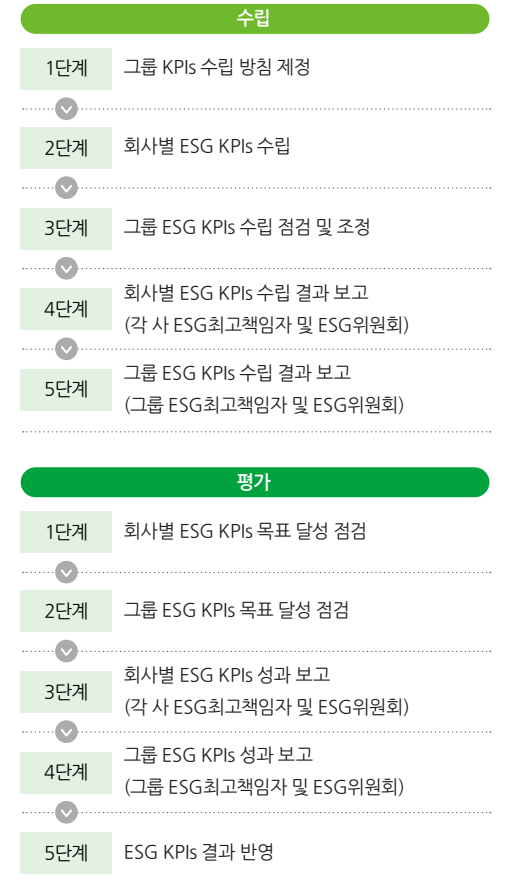 수립
1단계
그룹 KPIs 수립 방침 제정
2단계
회사별 ESG KPIs 수립
3단계
그룹 ESG KPIs 수립 점검 및 조정
4단계
회사별 ESG KPIs 수립 결과 보고
(각 사 ESG최고책임자 및 ESG위원회)
5단계
그룹 ESG KPIs 수립 결과 보고
(그룹 ESG최고책임자 및 ESG위원회)
평가
1단계
회사별 ESG KPIs 목표 달성 점검
2단계
그룹 ESG KPIs 목표 달성 점검
3단계
회사별 ESG KPIs 성과 보고
(각 사 ESG최고책임자 및 ESG위원회)
4단계
그룹 ESG KPIs 성과 보고
(그룹 ESG최고책임자 및 ESG위원회)
5단계
ESG KPIs 결과 반영